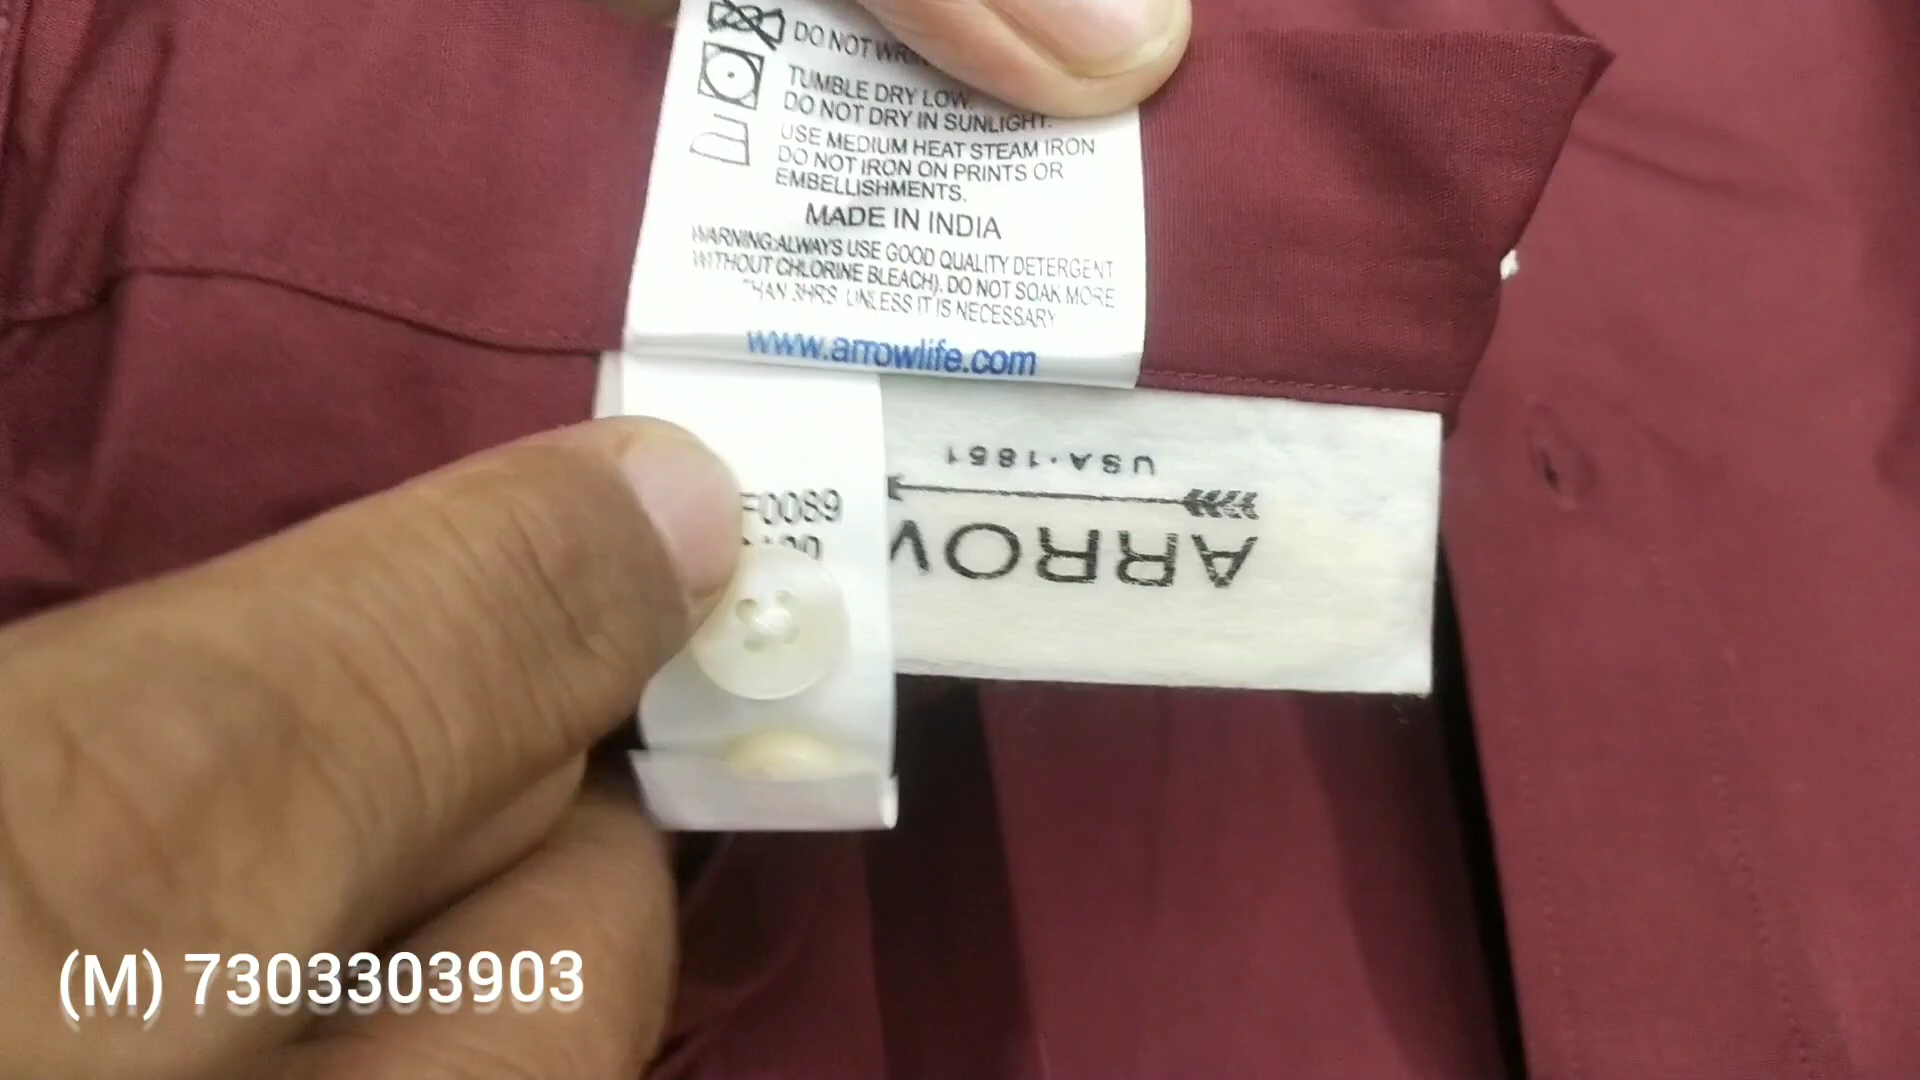 DO NOT
TUMBLE DRY LOW.
DO NOT DRY IN SUNLIGHT.
USE MEDIUM HEAT STEAM IRON
DO NOT IRON ON PRINTS OR
EMBELLISHMENTS.
MADE IN INDIA
WARNING:ALWAYS USE GOOD QUALITY DETERGENT
WITHOUT CHLORINE BLEACH). DO NOT SOAK MORE
THAN 3HRS UNLESS IT IS NECESSARY
www.arrowlife.com
F0089
USA·1851
ARROW
(M) 7303303903